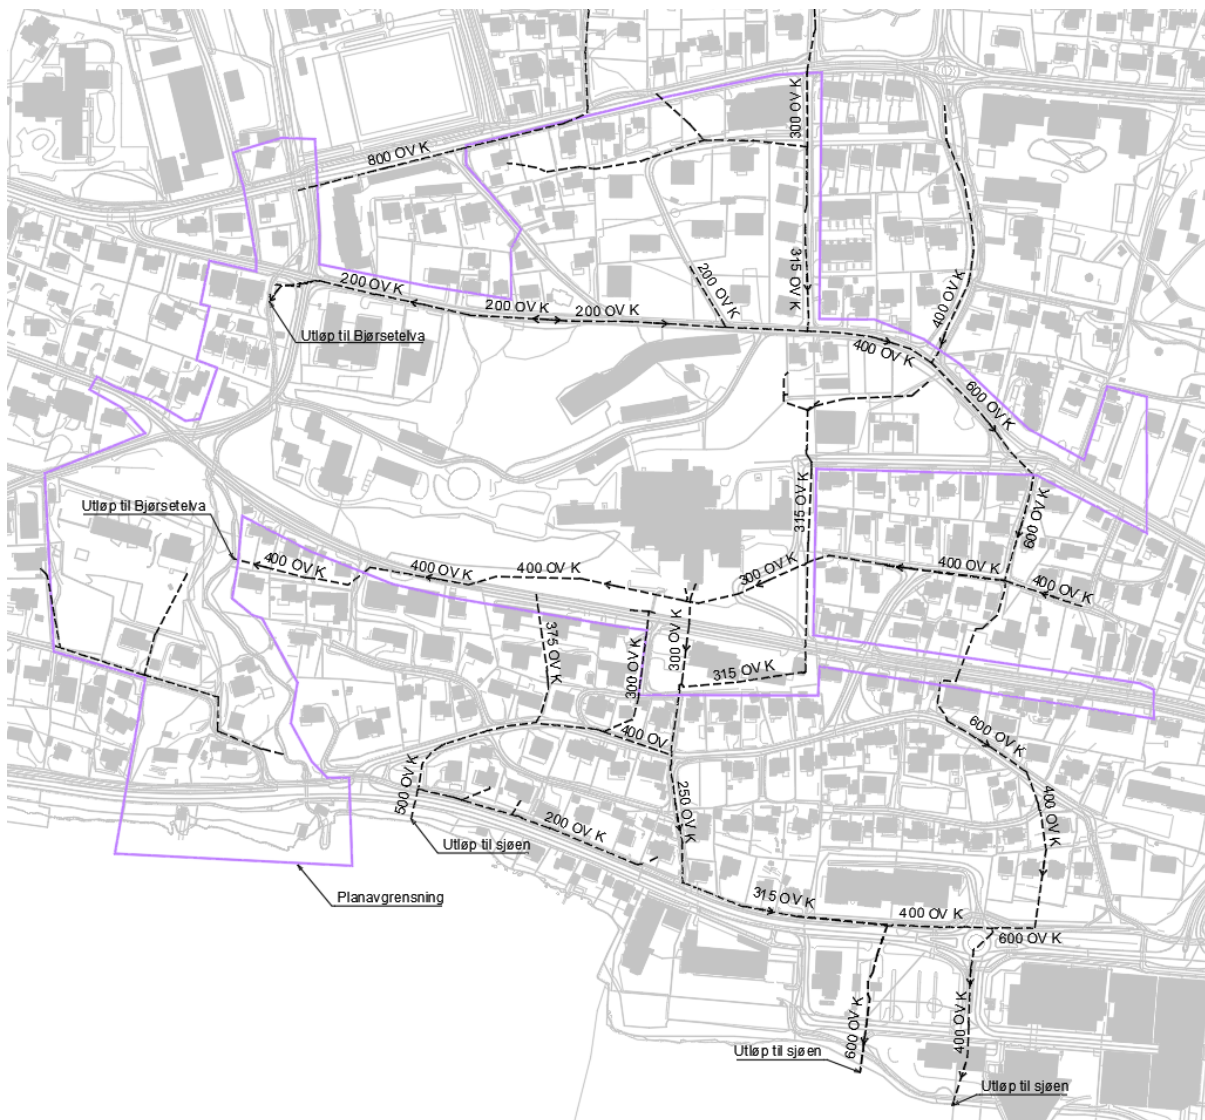 300 OV K
800 OV K
315 OV K
200 OV K
400 OV K
200 OV K
200 OV K
200 OV K
Utløp til Bjørsetelva
400 OV K
600 OV K
315 OV K
Utløp til Bjørsetelva
600 OV K
400 OV K
400 OV K
400 OV K
300 OV K
400 OV K
400 OV K
375 OV K
300 OV K
300 OV K
315 OV K
400 OV
600 OV K
500 OV K
250 OV K
400 OV K
200 OV K
Utløp til sjøen
Planavgrensning
315 OV K
400 OV K
600 OV K
600 OV K
400 OV K
Utløp til sjøen
Utløp til sjøen